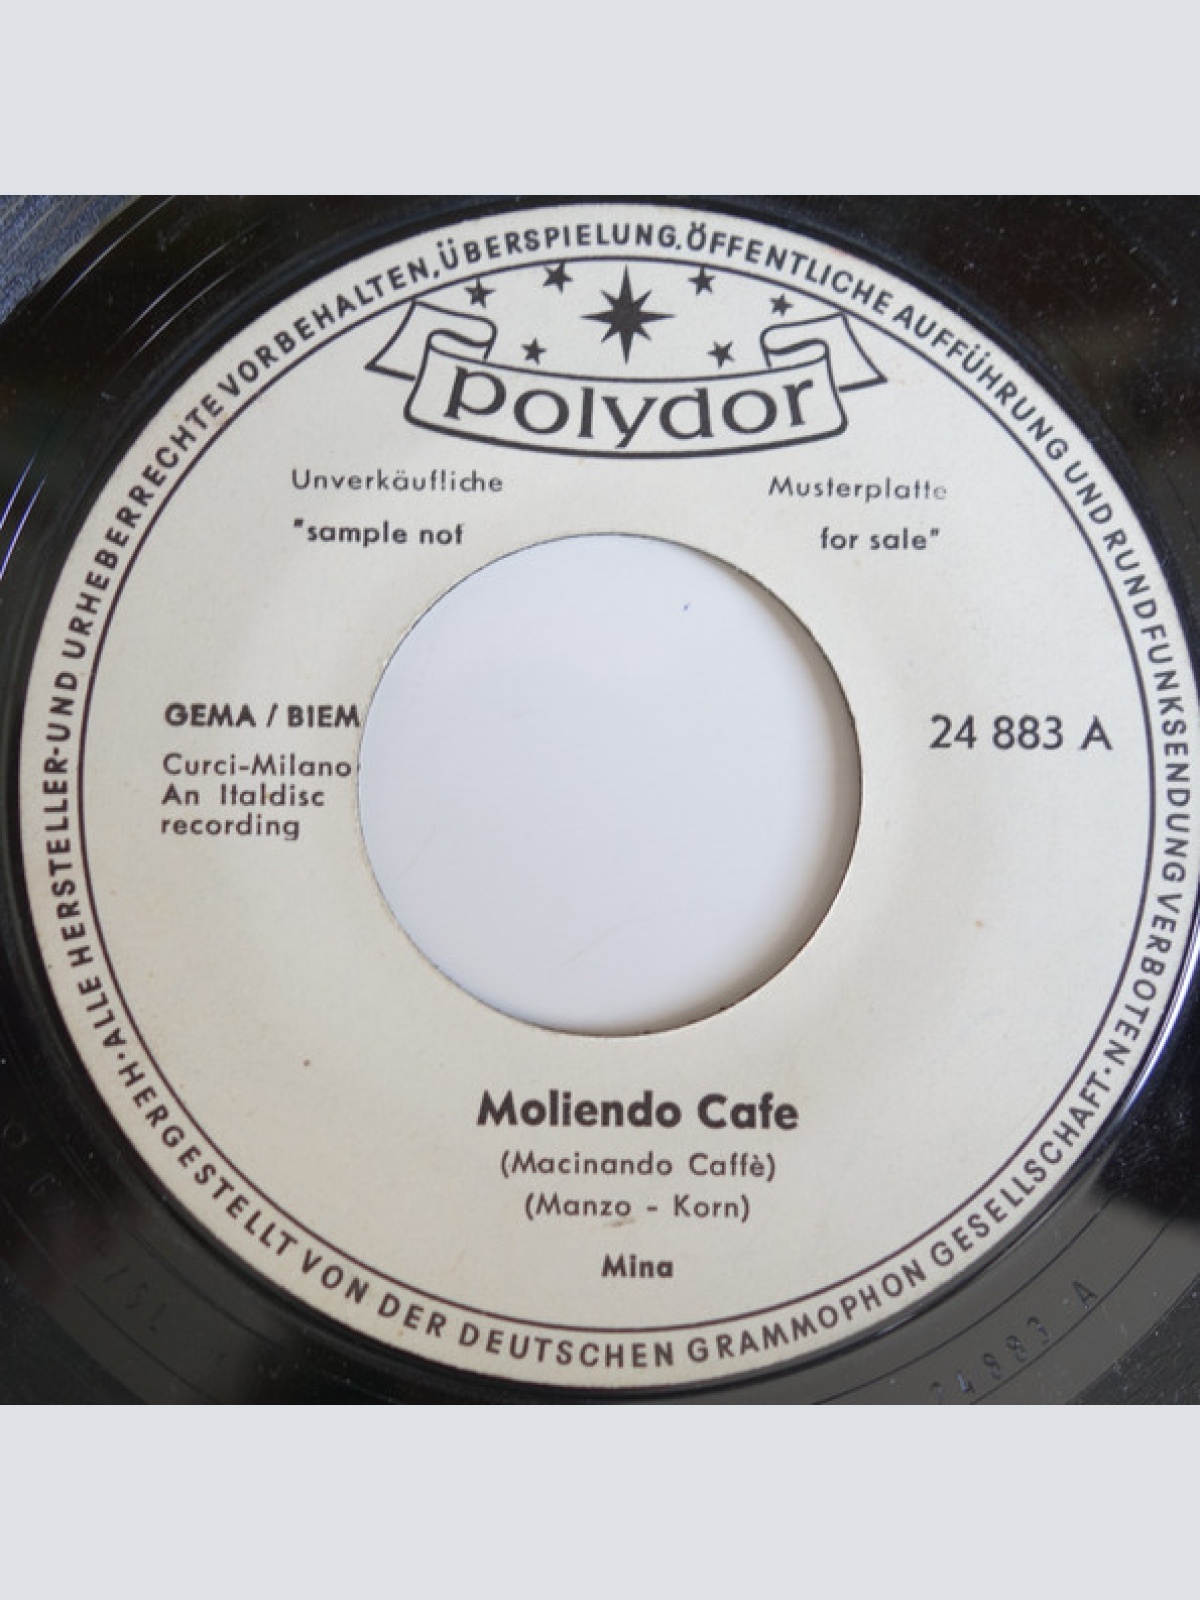 ALLE HERSTELLER-UND URHEBERRECHTE VORBEHALTEN, ÜBERSPIELUNG, ÖFFENTLICHE AUFFÜHRUNG UND RUNDFUNKSENDUNG VERBOTEN · HERGESTELLT VON DER DEUTSCHEN GRAMMOPHON GESELLSCHAFT ·
polydor
Unverkäufliche Musterplatte
"sample not for sale"
GEMA / BIEM
24 883 A
Curci-Milano
An Italdisc
recording
Moliendo Cafe
(Macinando Caffè)
(Manzo - Korn)
Mina
24883 A